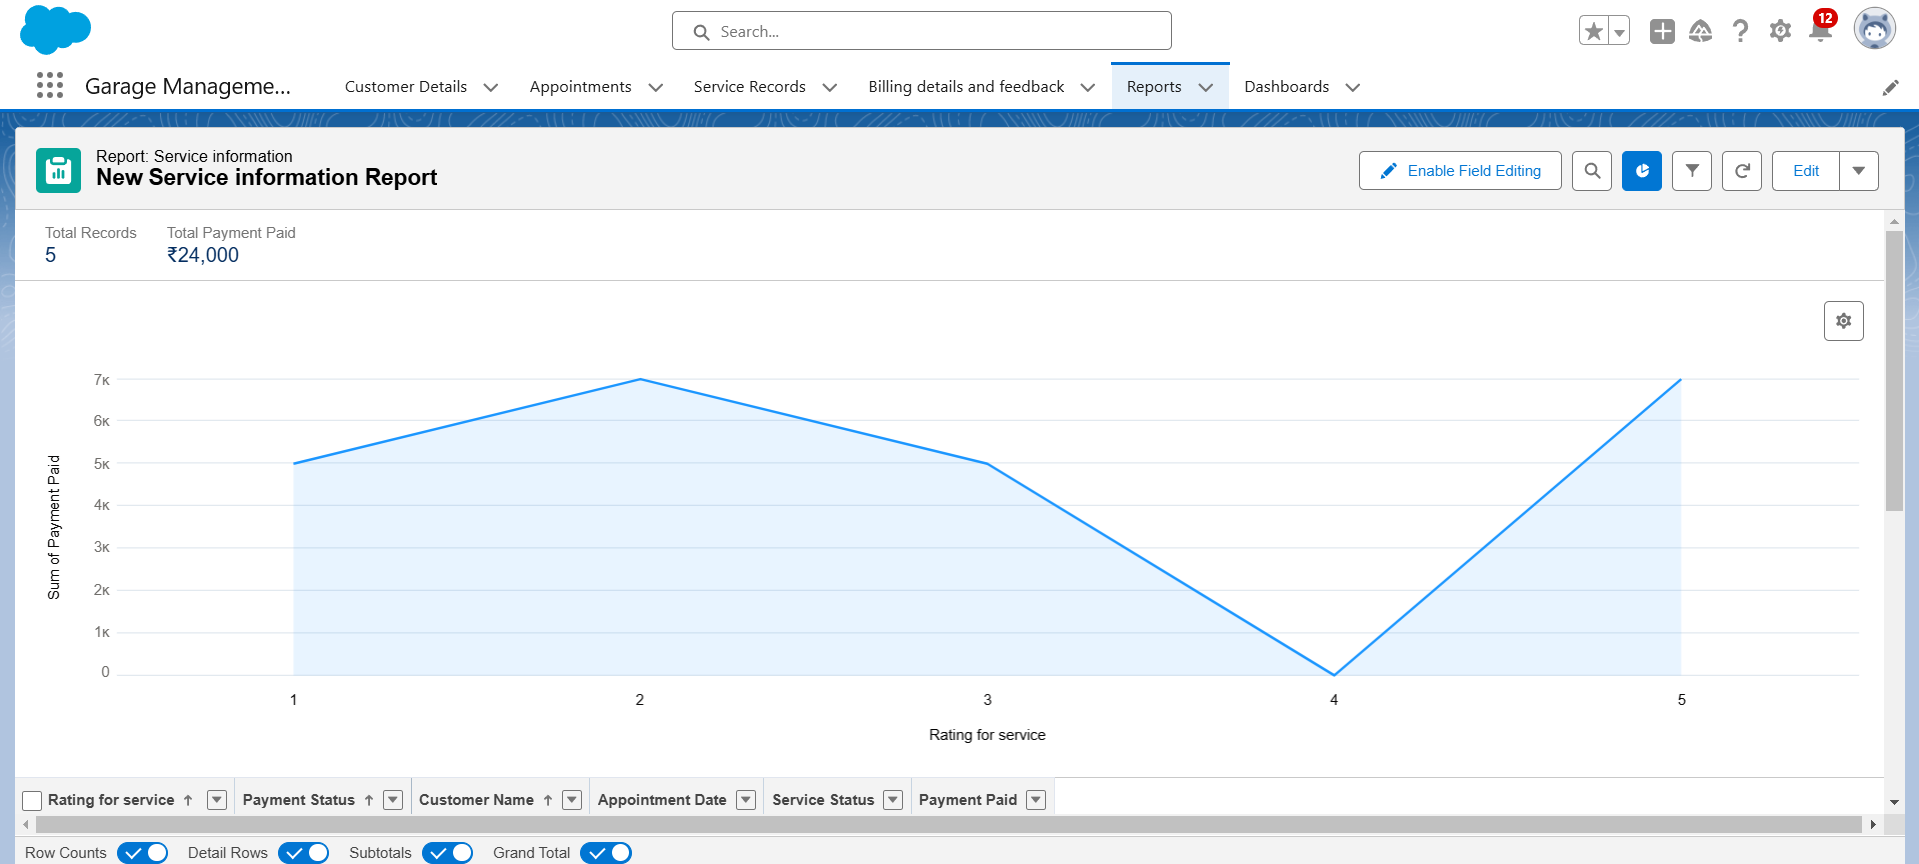 Search...
12
Garage Manageme...
Customer Details
Appointments
Service Records
Billing details and feedback
Reports
Dashboards
Report: Service information
New Service information Report
Enable Field Editing
Edit
Total Records
5
Total Payment Paid
₹24,000
7K
6K
5K
4K
3K
2K
1K
0
Sum of Payment Paid
1 2 3 4 5
Rating for service
Rating for service ↑ Payment Status ↑ Customer Name ↑ Appointment Date Service Status Payment Paid
Row Counts Detail Rows Subtotals Grand Total